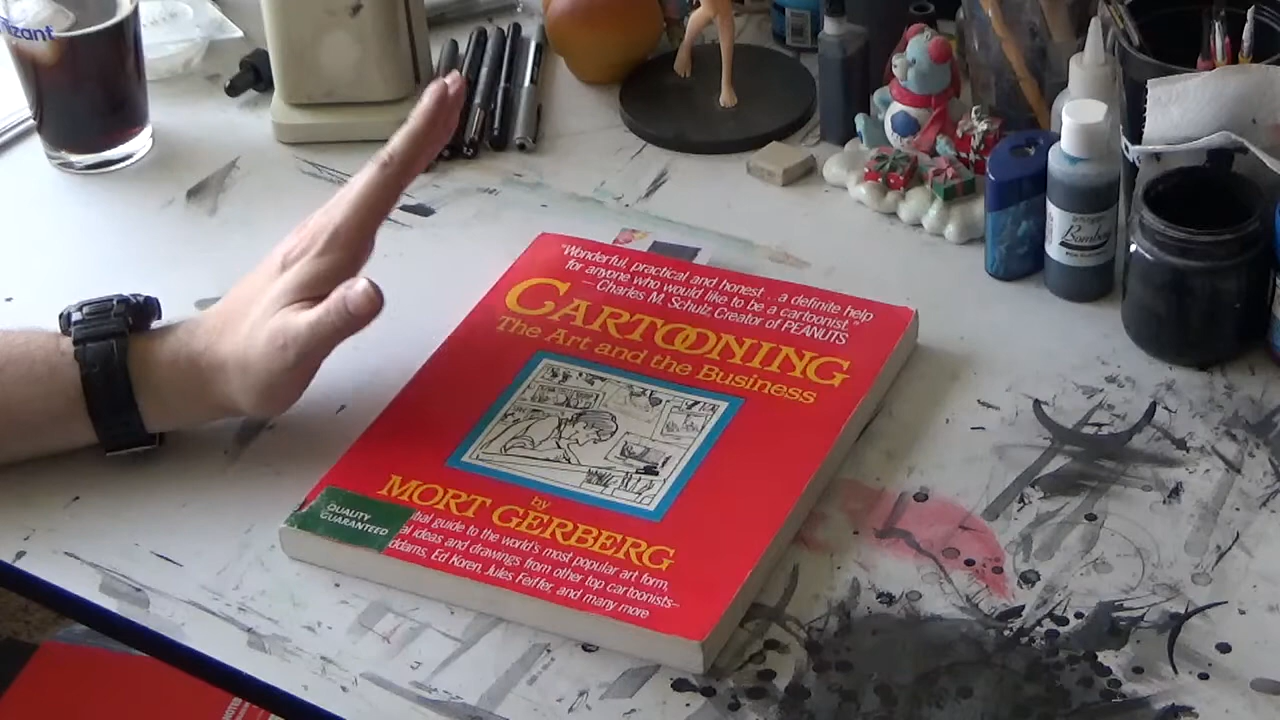 "Wonderful, practical and honest . . . a definite help
for anyone who would like to be a cartoonist."
—Charles M. Schulz, Creator of PEANUTS
CARTOONING
The Art and the Business
by
MORT GERBERG
QUALITY
GUARANTEED
guide to the world's most popular art form,
ideas and drawings from other top cartoonists—
Ed Koren, Jules Feiffer, and many more
Bombay